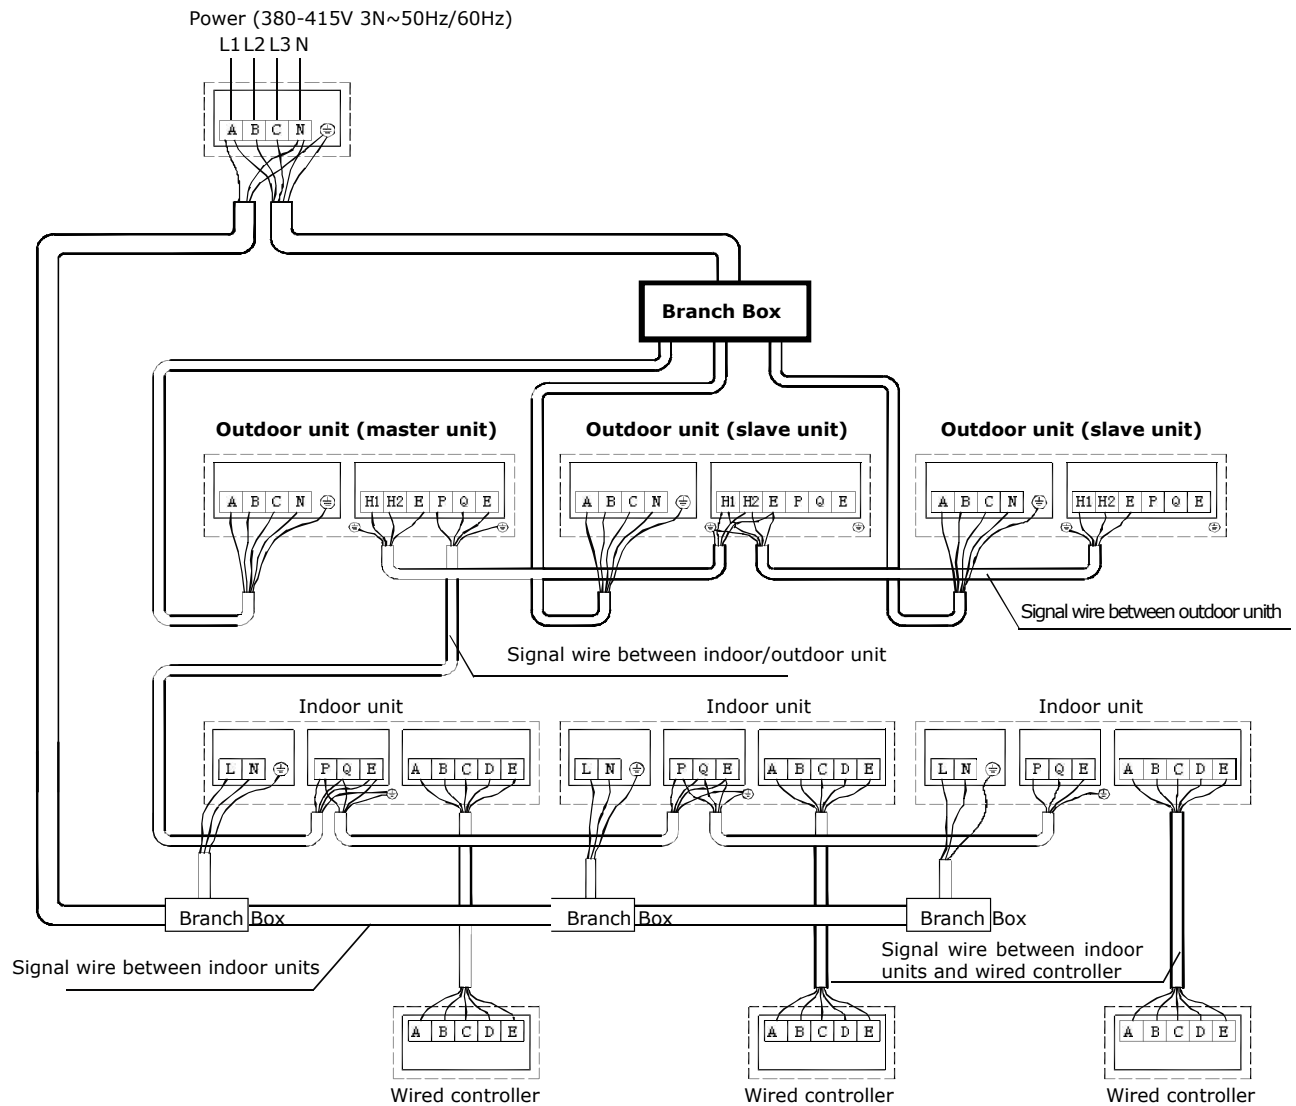 Power (380-415V 3N~50Hz/60Hz)
L1 L2 L3 N
A B C N
Branch Box
Outdoor unit (master unit) Outdoor unit (slave unit) Outdoor unit (slave unit)
A B C N H1 H2 E P Q E A B C N H1 H2 E P Q E A B C N H1 H2 E P Q E
Signal wire between outdoor unith
Signal wire between indoor/outdoor unit
Indoor unit Indoor unit Indoor unit
L N P Q E A B C D E L N P Q E A B C D E L N P Q E A B C D E
Branch Box Branch Box Branch Box
Signal wire between indoor units
Signal wire between indoor
units and wired controller
A B C D E A B C D E A B C D E
Wired controller Wired controller Wired controller